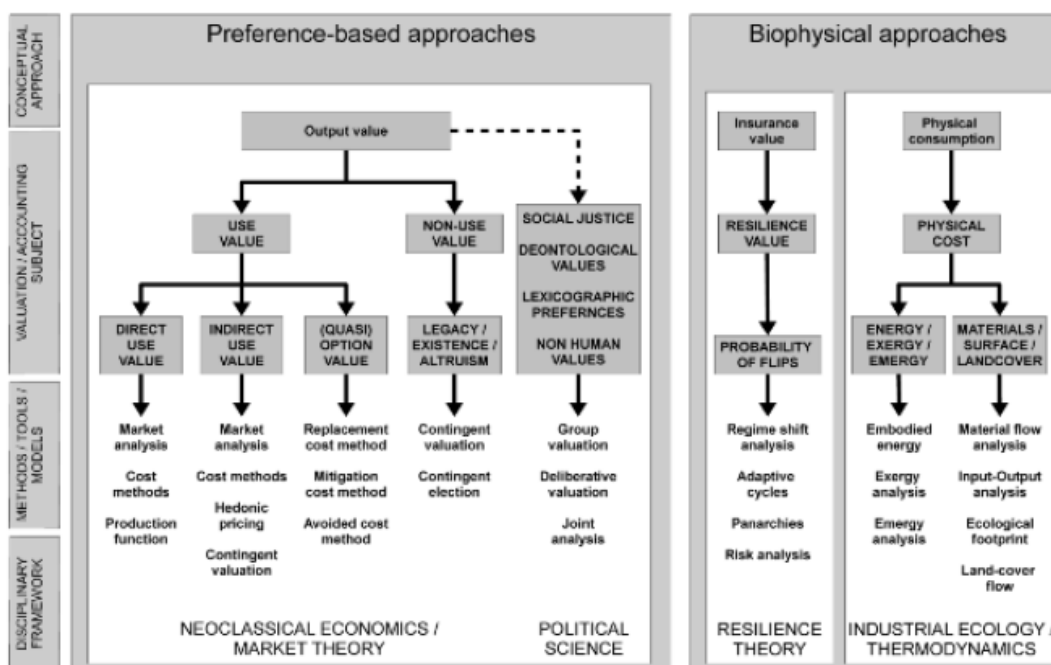 CONCEPTUAL
APPROACH
VALUATION / ACCOUNTING
SUBJECT
METHODS / TOOLS /
MODELS
DISCIPLINARY
FRAMEWORK
Preference-based approaches
Output value
USE
VALUE
NON-USE
VALUE
SOCIAL JUSTICE
DEONTOLOGICAL
VALUES
LEXICOGRAPHIC
PREFERNCES
NON HUMAN
VALUES
DIRECT
USE
VALUE
INDIRECT
USE
VALUE
(QUASI)
OPTION
VALUE
LEGACY /
EXISTENCE /
ALTRUISM
Market
analysis
Cost
methods
Production
function
Market
analysis
Cost methods
Hedonic
pricing
Contingent
valuation
Replacement
cost method
Mitigation
cost method
Avoided cost
method
Contingent
valuation
Contingent
election
Group
valuation
Deliberative
valuation
Joint
analysis
NEOCLASSICAL ECONOMICS /
MARKET THEORY
POLITICAL
SCIENCE
Biophysical approaches
Insurance
value
RESILIENCE
VALUE
PROBABILITY
OF FLIPS
Regime shift
analysis
Adaptive
cycles
Panarchies
Risk analysis
RESILIENCE
THEORY
Physical
consumption
PHYSICAL
COST
ENERGY /
EXERGY /
EMERGY
MATERIALS /
SURFACE /
LANDCOVER
Embodied
energy
Exergy
analysis
Emergy
analysis
Material flow
analysis
Input-Output
analysis
Ecological
footprint
Land-cover
flow
INDUSTRIAL ECOLOGY /
THERMODYNAMICS